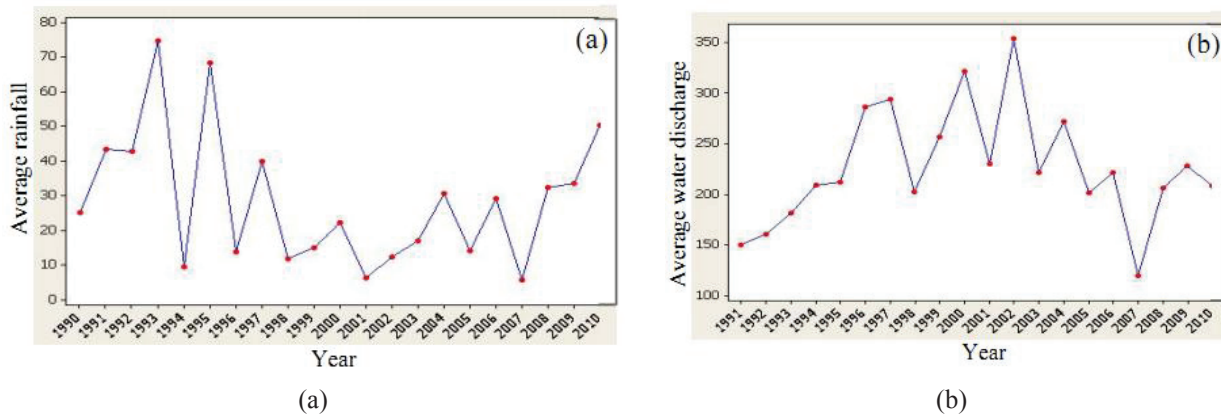 (a)
Average rainfall
80
70
60
50
40
30
20
10
0
1990 1991 1992 1993 1994 1995 1996 1997 1998 1999 2000 2001 2002 2003 2004 2005 2006 2007 2008 2009 2010
Year
(a)
(b)
Average water discharge
350
300
250
200
150
100
1991 1992 1993 1994 1995 1996 1997 1998 1999 2000 2001 2002 2003 2004 2005 2006 2007 2008 2009 2010
Year
(b)